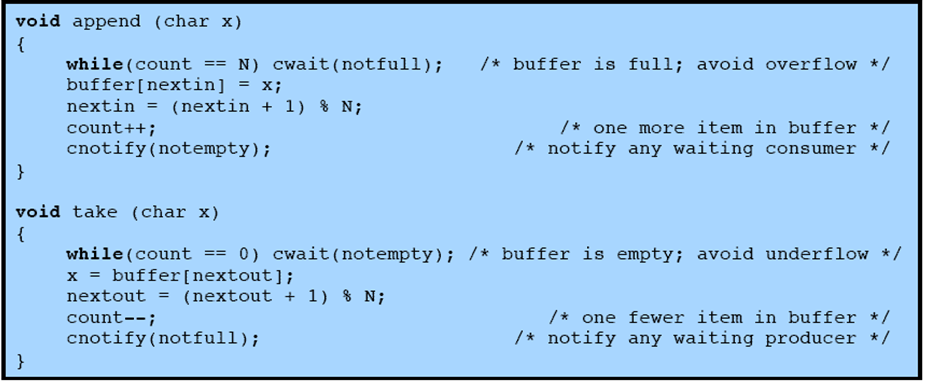 void append (char x)
{
while(count == N) cwait(notfull); /* buffer is full; avoid overflow */
buffer[nextin] = x;
nextin = (nextin + 1) % N;
count++; /* one more item in buffer */
cnotify(notempty); /* notify any waiting consumer */
}
void take (char x)
{
while(count == 0) cwait(notempty); /* buffer is empty; avoid underflow */
x = buffer[nextout];
nextout = (nextout + 1) % N;
count--; /* one fewer item in buffer */
cnotify(notfull); /* notify any waiting producer */
}